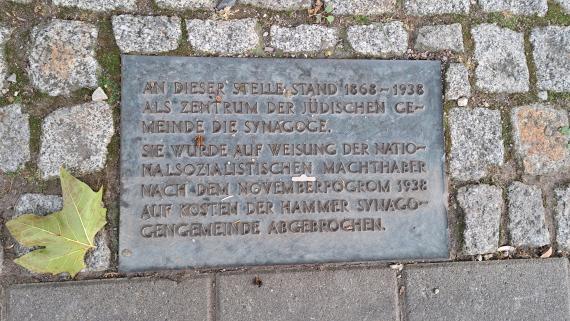 AN DIESER STELLE STAND 1868-1938
ALS ZENTRUM DER JÜDISCHEN GE-
MEINDE DIE SYNAGOGE.
SIE WURDE AUF WEISUNG DER NATIO-
NALSOZIALISTISCHEN MACHTHABER
NACH DEM NOVEMBERPOGROM 1938
AUF KOSTEN DER HAMMER SYNAGO-
GENGEMEINDE ABGEBROCHEN.